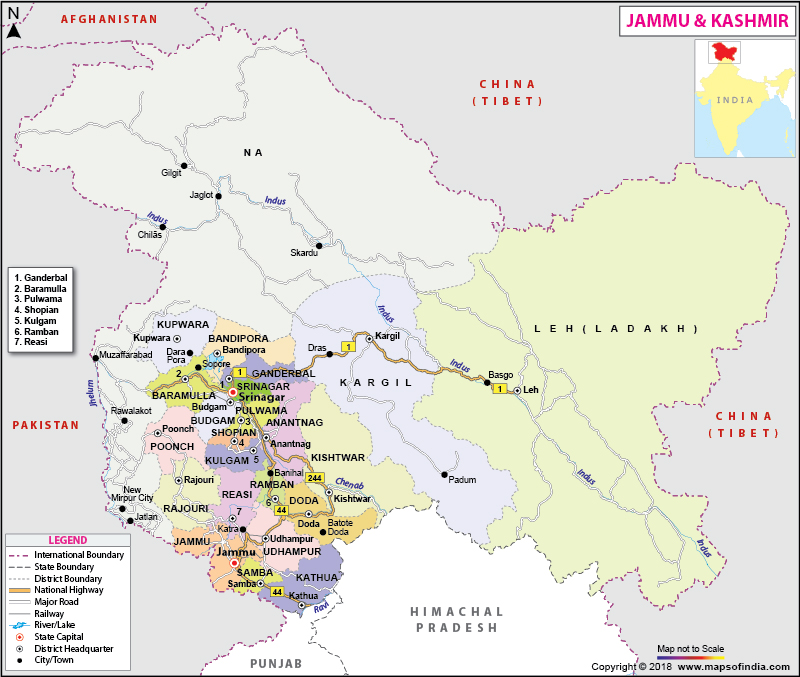 N
AFGHANISTAN
JAMMU & KASHMIR
CHINA
(TIBET)
INDIA
NA
Gilgit
Jaglot
Indus
Indus
Chilās
Skardu
1. Ganderbal
2. Baramulla
3. Pulwama
4. Shopian
5. Kulgam
6. Ramban
7. Reasi
Indus
KUPWARA
Kupwara
BANDIPORA
Bandipora
Dara
Pora
Sopore
Muzaffarabad
Dras
1
Kargil
LEH (LADAKH)
GANDERBAL
1
1
2
KARGIL
Indus
Basgo
1
Leh
SRINAGAR
Srinagar
BARAMULLA
Budgam
Jhelum
Rawalakot
PULWAMA
BUDGAM
3
ANANTNAG
PAKISTAN
CHINA
(TIBET)
Poonch
POONCH
SHOPIAN
4
Anantnag
KULGAM
5
KISHTWAR
Banihal
Rajouri
RAMBAN
244
Chenab
Padum
Indus
New
Mirpur City
REASI
6
DODA
Kishtwar
RAJOURI
44
Jatlan
7
Doda
Batote
Doda
Katra
JAMMU
Udhampur
UDHAMPUR
Jammu
SAMBA
Samba
KATHUA
44
Kathua
Ravi
Indus
LEGEND
International Boundary
State Boundary
District Boundary
National Highway
Major Road
Railway
River/Lake
State Capital
District Headquarter
City/Town
HIMACHAL
PRADESH
PUNJAB
Map not to Scale
Copyright © 2018 www.mapsofindia.com